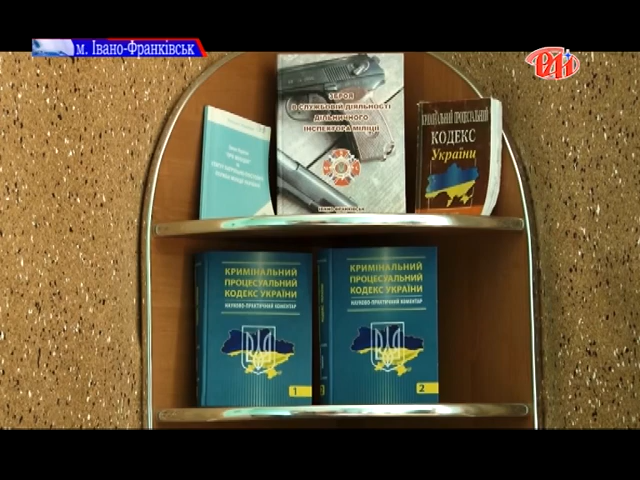 м. Івано-Франківськ
РАІ
ЗБРОЯ
В СЛУЖБОВІЙ ДІЯЛЬНОСТІ
ДІЛЬНИЧНОГО
ІНСПЕКТОРА МІЛІЦІЇ
ІВАНО-ФРАНКІВСЬК
КРИМІНАЛЬНИЙ ПРОЦЕСУАЛЬНИЙ
КОДЕКС
України
КРИМІНАЛЬНИЙ
ПРОЦЕСУАЛЬНИЙ
КОДЕКС УКРАЇНИ
НАУКОВО-ПРАКТИЧНИЙ КОМЕНТАР
1
КРИМІНАЛЬНИЙ
ПРОЦЕСУАЛЬНИЙ
КОДЕКС УКРАЇНИ
НАУКОВО-ПРАКТИЧНИЙ КОМЕНТАР
2